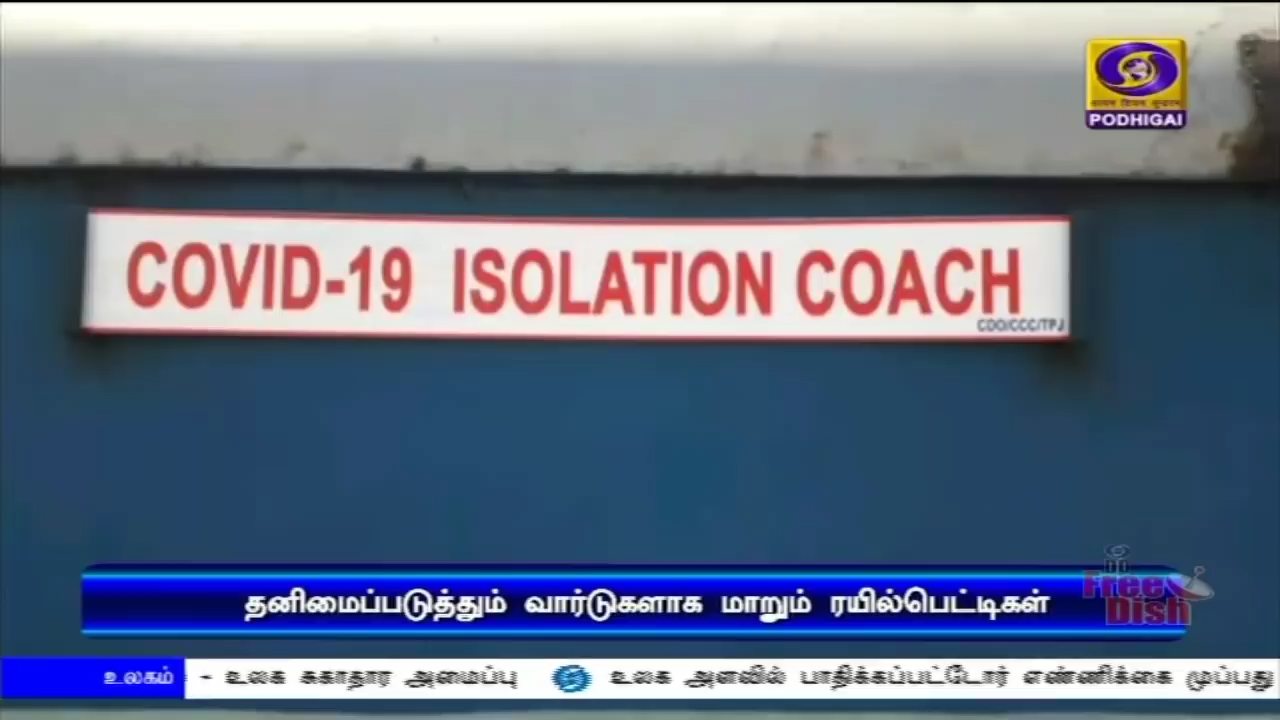 PODHIGAI
COVID-19 ISOLATION COACH
CDO/CCC/TPJ
தனிமைப்படுத்தும் வார்டுகளாக மாறும் ரயில்பெட்டிகள்
DD
Free
Dish
உலகம் - உலக சுகாதார அமைப்பு உலக அளவில் பாதிக்கப்பட்டோர் எண்ணிக்கை முப்பது